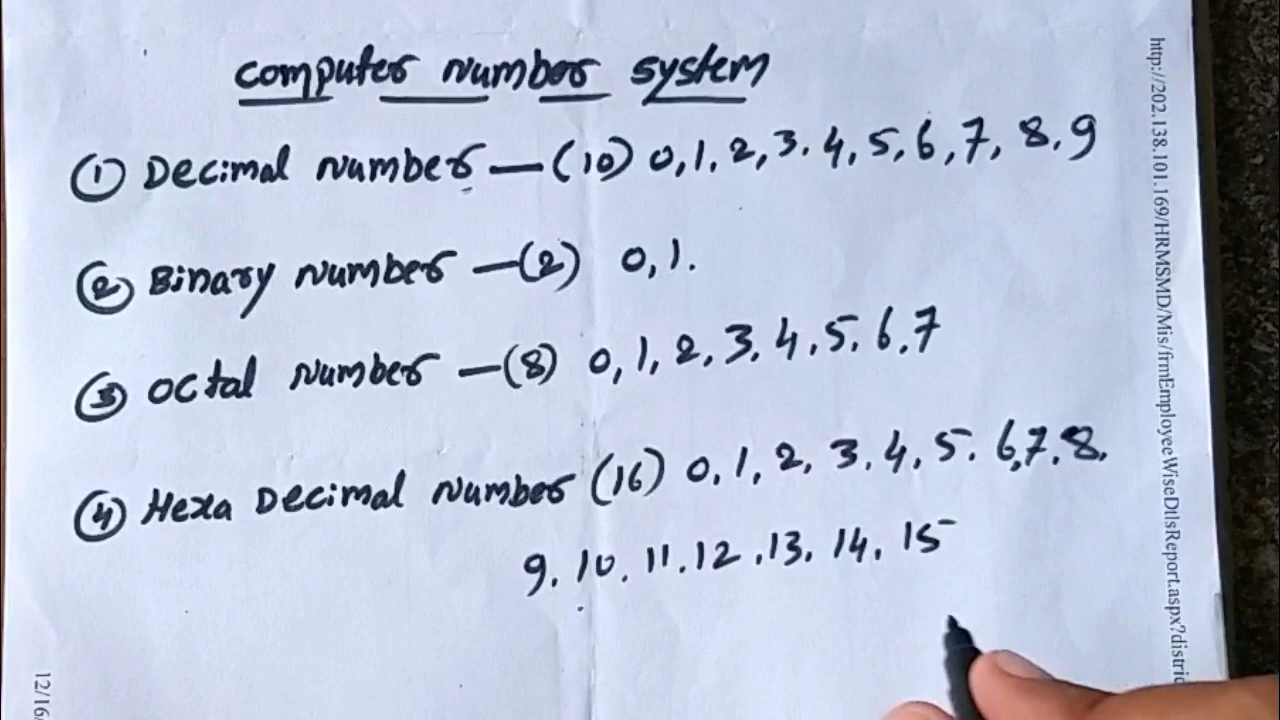 computer number system
① Decimal number — (10) 0, 1, 2, 3, 4, 5, 6, 7, 8, 9
② Binary number — (2) 0, 1.
③ octal number — (8) 0, 1, 2, 3, 4, 5, 6, 7
④ Hexa Decimal number (16) 0, 1, 2, 3, 4, 5, 6, 7, 8,
9, 10, 11, 12, 13, 14, 15
http://202.138.101.169/HRMSMD/Mis/frmEmployeeWiseDtlsReport.aspx?distric
12/16/